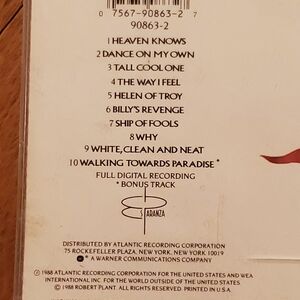 0 7567-90863-2 7
90863-2
1 HEAVEN KNOWS
2 DANCE ON MY OWN
3 TALL COOL ONE
4 THE WAY I FEEL
5 HELEN OF TROY
6 BILLY'S REVENGE
7 SHIP OF FOOLS
8 WHY
9 WHITE, CLEAN AND NEAT
10 WALKING TOWARDS PARADISE *
FULL DIGITAL RECORDING
* BONUS TRACK
ES PARANZA
DISTRIBUTED BY ATLANTIC RECORDING CORPORATION
75 ROCKEFELLER PLAZA, NEW YORK, NEW YORK 10019
® * A WARNER COMMUNICATIONS COMPANY
℗ 1988 ATLANTIC RECORDING CORPORATION FOR THE UNITED STATES AND WEA
INTERNATIONAL INC. FOR THE WORLD OUTSIDE OF THE UNITED STATES.
© 1988 ROBERT PLANT. ALL RIGHTS RESERVED. PRINTED IN U.S.A.